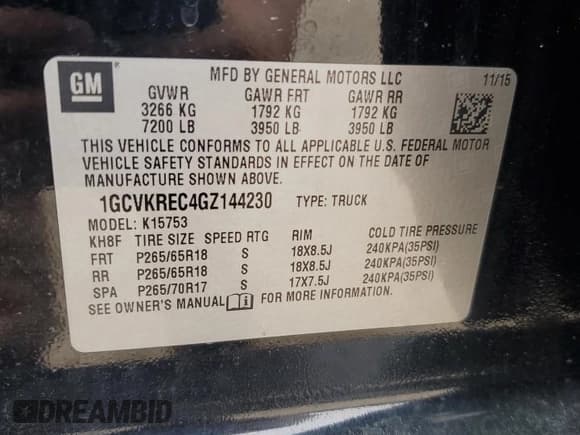 GM
MFD BY GENERAL MOTORS LLC 11/15
GVWR GAWR FRT GAWR RR
3266 KG 1792 KG 1792 KG
7200 LB 3950 LB 3950 LB
THIS VEHICLE CONFORMS TO ALL APPLICABLE U.S. FEDERAL MOTOR
VEHICLE SAFETY STANDARDS IN EFFECT ON THE DATE OF
MANUFACTURE SHOWN ABOVE.
1GCVKREC4GZ144230 TYPE: TRUCK
MODEL: K15753
KH8F TIRE SIZE SPEED RTG RIM COLD TIRE PRESSURE
FRT P265/65R18 S 18X8.5J 240KPA(35PSI)
RR P265/65R18 S 18X8.5J 240KPA(35PSI)
SPA P265/70R17 S 17X7.5J 240KPA(35PSI)
SEE OWNER'S MANUAL FOR MORE INFORMATION.
DREAMBID